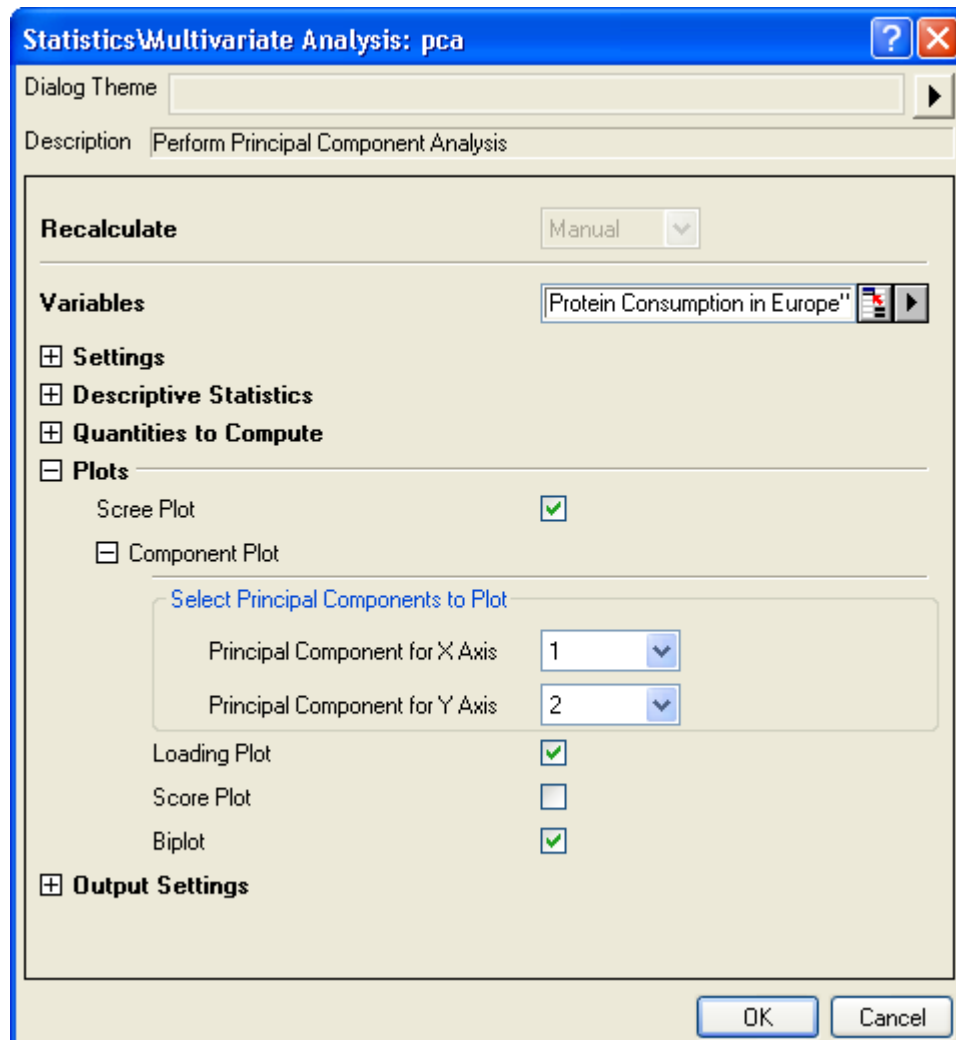 Statistics\Multivariate Analysis: pca
Dialog Theme
Description Perform Principal Component Analysis
Recalculate Manual
Variables Protein Consumption in Europe"
Settings
Descriptive Statistics
Quantities to Compute
Plots
Scree Plot
Component Plot
Select Principal Components to Plot
Principal Component for X Axis 1
Principal Component for Y Axis 2
Loading Plot
Score Plot
Biplot
Output Settings
OK Cancel